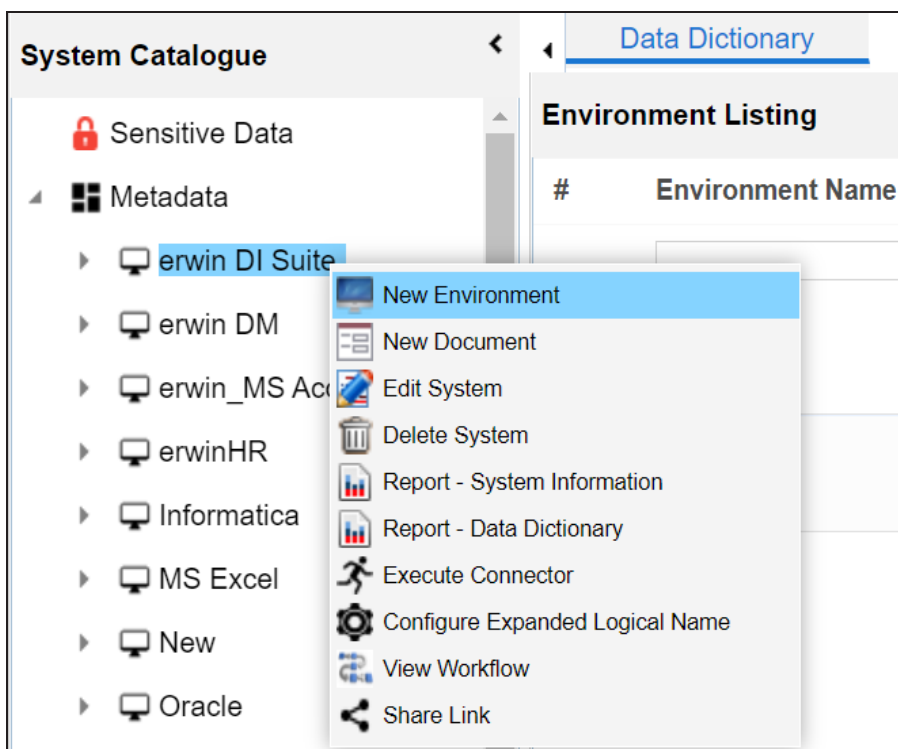 System Catalogue
Sensitive Data
Metadata
erwin DI Suite
erwin DM
erwin_MS Acc
erwinHR
Informatica
MS Excel
New
Oracle
Data Dictionary
Environment Listing
# Environment Name
New Environment
New Document
Edit System
Delete System
Report - System Information
Report - Data Dictionary
Execute Connector
Configure Expanded Logical Name
View Workflow
Share Link